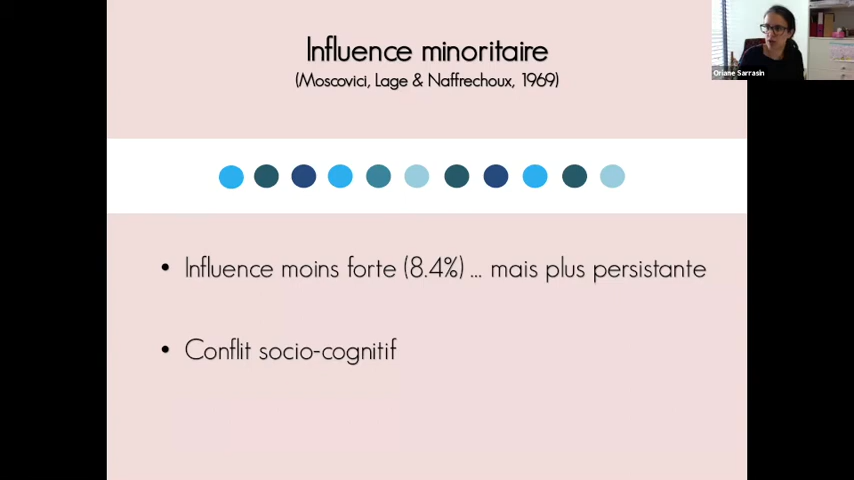 Influence minoritaire
(Moscovici, Lage & Naffrechoux, 1969)
Oriane Sarrasin
• Influence moins forte (8.4%) ... mais plus persistante
• Conflit socio-cognitif